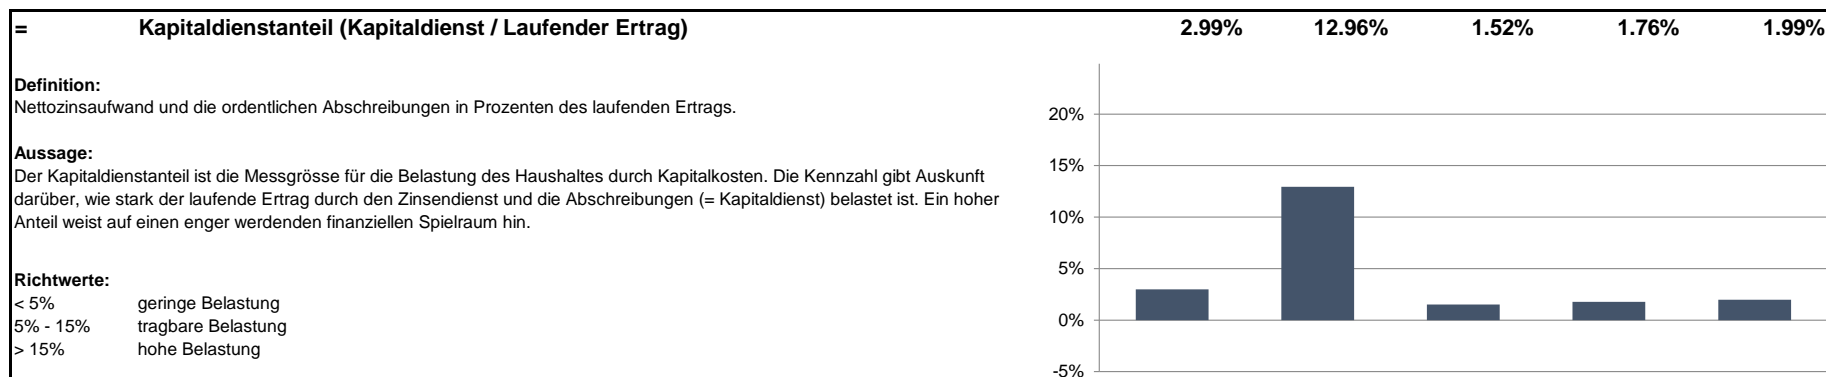 = Kapitaldienstanteil (Kapitaldienst / Laufender Ertrag) 2.99% 12.96% 1.52% 1.76% 1.99%
Definition:
Nettozinsaufwand und die ordentlichen Abschreibungen in Prozenten des laufenden Ertrags.
Aussage:
Der Kapitaldienstanteil ist die Messgrösse für die Belastung des Haushaltes durch Kapitalkosten. Die Kennzahl gibt Auskunft
darüber, wie stark der laufende Ertrag durch den Zinsendienst und die Abschreibungen (= Kapitaldienst) belastet ist. Ein hoher
Anteil weist auf einen enger werdenden finanziellen Spielraum hin.
Richtwerte:
< 5% geringe Belastung
5% - 15% tragbare Belastung
> 15% hohe Belastung
20%
15%
10%
5%
0%
-5%